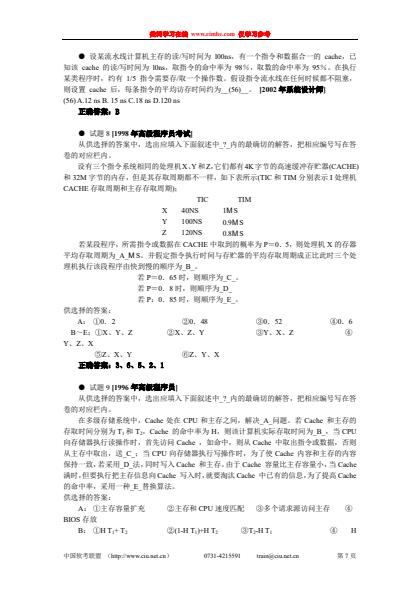 类问学习在线 www.cismhz.com 仅学习参考
● 设某流水线计算机主存的读/写时间为 l00ns，有一个指令和数据合一的 cache，已
知该 cache 的读/写时间为 l0ns，取指令的命中率为 98％，取数的命中率为 95％。在执行
某类程序时，约有 1/5 指令需要存/取一个操作数。假设指令流水线在任何时候都不阻塞，
则设置 cache 后，每条指令的平均访存时间约为__(56)__。 [2002 年系统设计师]
(56) A.12 ns B. 15 ns C.18 ns D.120 ns
正确答案：B
● 试题 8 [1998 年高级程序员考试]
从供选择的答案中，选出应填入下面叙述中_?_内的最确切的解答，把相应编号写在答
卷的对应栏内。
设有三个指令系统相同的处理机X、Y 和 Z，它们都有4K字节的高速缓冲存贮器(CACHE)
和 32M 字节的内存，但是其存取周期都不一样，如下表所示(TIC 和 TIM 分别表示 I 处理机
CACHE 存取周期和主存存取周期)：
TIC TIM
X 40NS 1MS
Y 100NS 0.9MS
Z 120NS 0.8MS
若某段程序，所需指令或数据在 CACHE 中取到的概率为 P＝0．5，则处理机 X 的存器
平均存取周期为_A_MS。并假定指令执行时间与存贮器的平均存取周期成正比此时三个处
理机执行该段程序由快到慢的顺序为_B_。
若 P＝0．65 时，则顺序为_C_。
若 P＝0．8 时，则顺序为_D_
若 P：0．85 时，则顺序为_E_。
供选择的答案：
A： ①0．2 ②0．48 ③0．52 ④0．6
B～E：①X、Y、Z ②X、Z、Y ③Y、X、Z ④
Y、Z、X
⑤Z、X、Y ⑥Z、Y、X
正确答案：3、6、5、2、1
● 试题 9 [1996 年高级程序员]
从供选择的答案中，选出应填入下面叙述中_?_内的最确切的解答，把相应编号写在答
卷的对应栏内。
在多级存储系统中，Cache 处在 CPU 和主存之间，解决_A_问题。若 Cache 和主存的
存取时间分别为 T₁ 和 T₂，Cache 的命中率为 H，则该计算机实际存取时间为_B_。当 CPU
向存储器执行读操作时，首先访问 Cache ，如命中，则从 Cache 中取出指令或数据，否则
从主存中取出，送_C_；当 CPU 向存储器执行写操作时，为了使 Cache 内容和主存的内容
保持一致，若采用_D_法，同时写入 Cache 和主存。由于 Cache 容量比主存容量小，当 Cache
满时，但要执行把主存信息向 Cache 写入时，就要淘汰 Cache 中已有的信息，为了提高 Cache
的命中率，采用一种_E_替换算法。
供选择的答案：
A： ①主存容量扩充 ②主存和 CPU 速度匹配 ③多个请求源访问主存 ④
BIOS 存放
B： ①H T₁+ T₂ ②(1-H T₁)+H T₂ ③T₂-H T₁ ④ H
中国软考联盟 （http://www.ciu.net.cn） 0731-4215591 train@ciu.net.cn 第 7 页